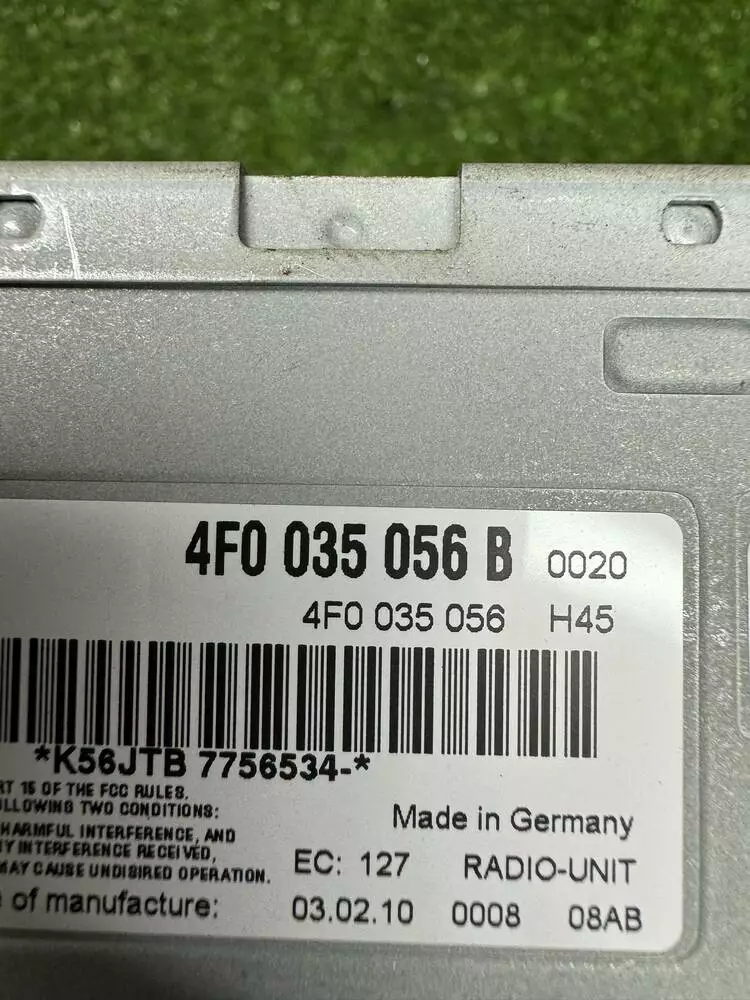 4F0 035 056 B 0020
4F0 035 056 H45
*K56JTB 7756534-*
RT 15 OF THE FCC RULES.
OLLOWING TWO CONDITIONS:
HARMFUL INTERFERENCE, AND
Y INTERFERENCE RECEIVED,
MAY CAUSE UNDISIRED OPERATION.
Made in Germany
EC: 127 RADIO-UNIT
e of manufacture: 03.02.10 0008 08AB